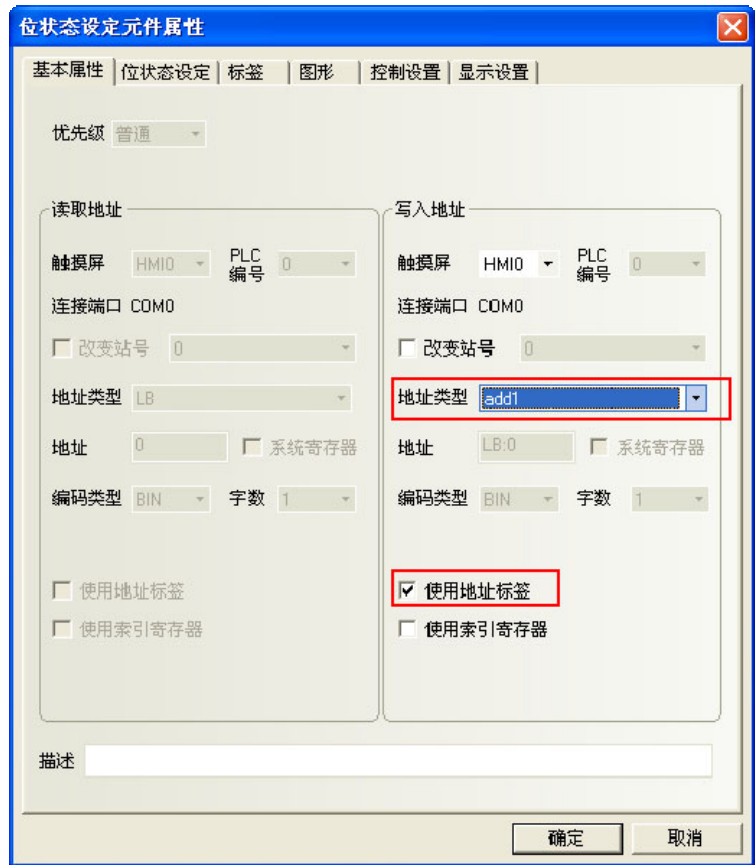 位状态设定元件属性
基本属性 位状态设定 标签 图形 控制设置 显示设置
优先级 普通
读取地址
触摸屏 HMI0 PLC编号 0
连接端口 COM0
改变站号 0
地址类型 LB
地址 0 系统寄存器
编码类型 BIN 字数 1
使用地址标签
使用索引寄存器
写入地址
触摸屏 HMI0 PLC编号 0
连接端口 COM0
改变站号 0
地址类型 add1
地址 LB:0 系统寄存器
编码类型 BIN 字数 1
使用地址标签
使用索引寄存器
描述
确定 取消